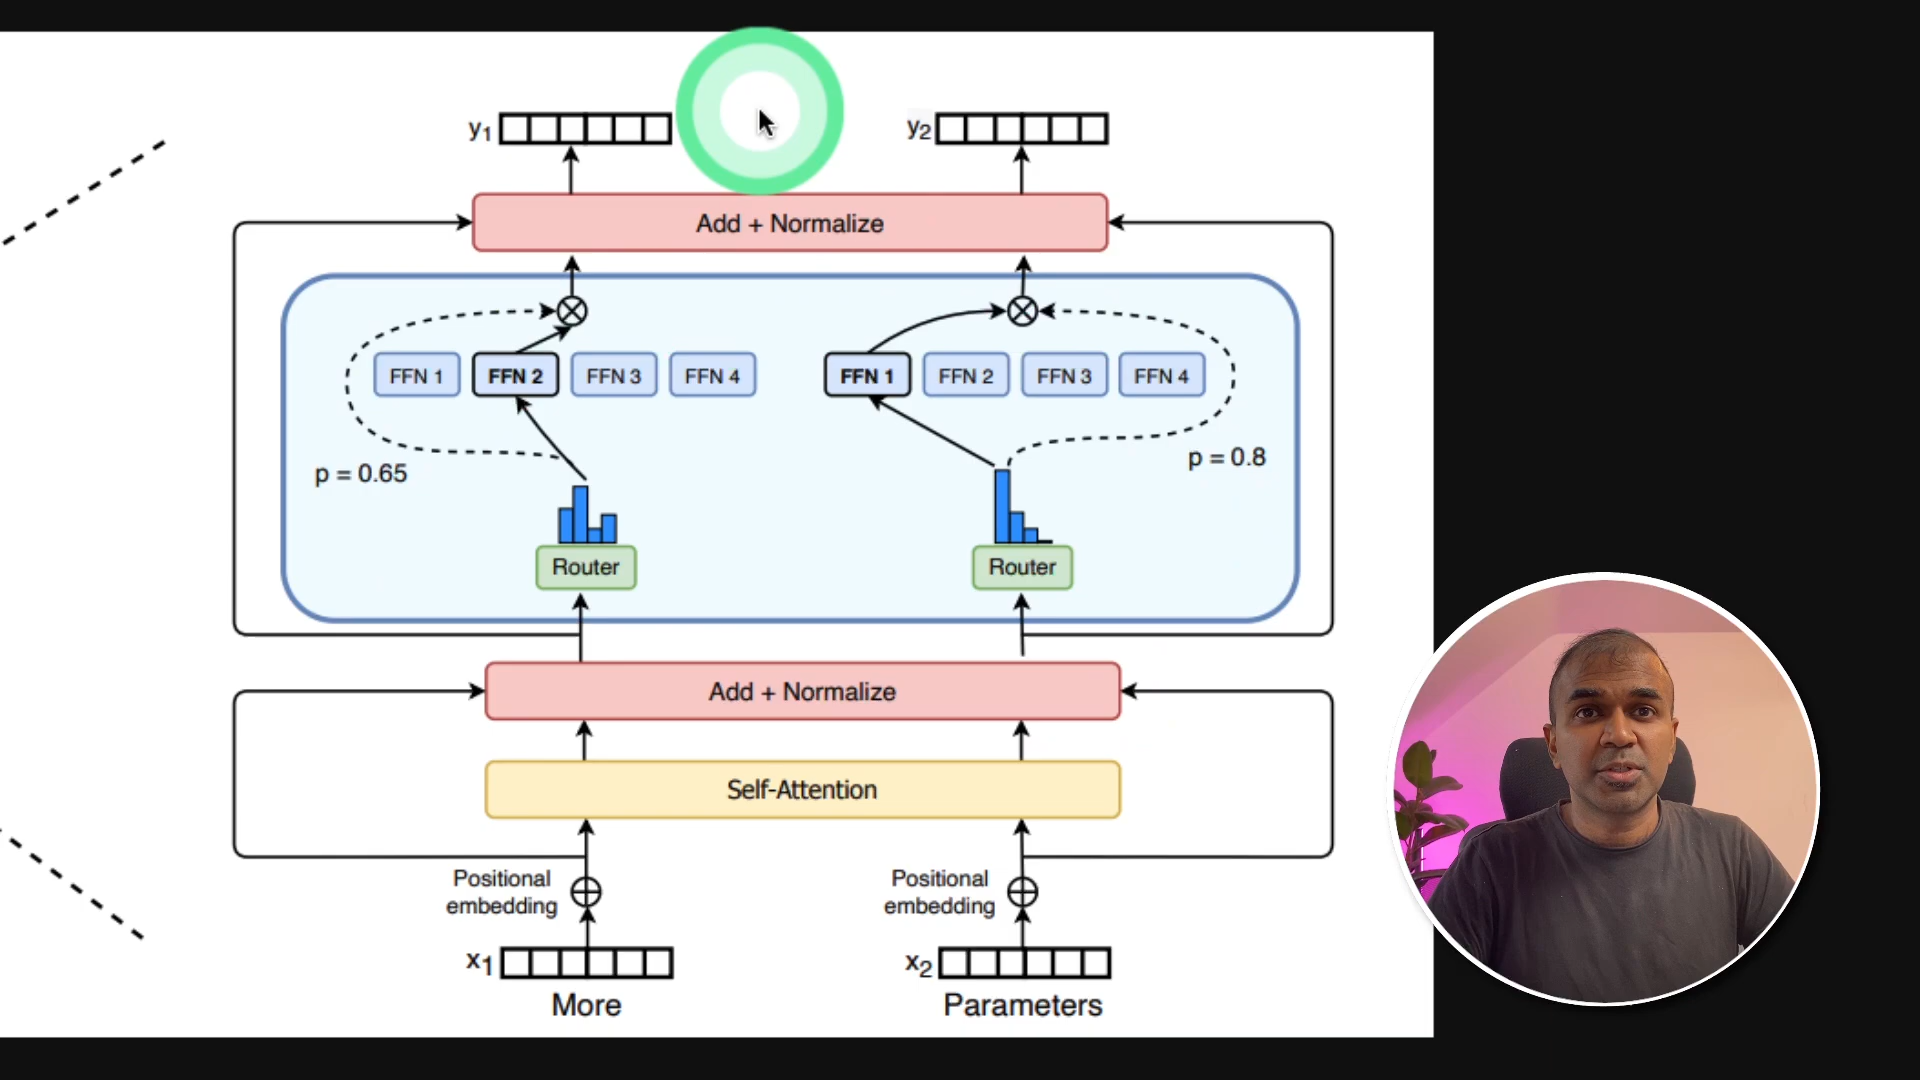 y1
y2
Add + Normalize
FFN 1
FFN 2
FFN 3
FFN 4
FFN 1
FFN 2
FFN 3
FFN 4
p = 0.65
p = 0.8
Router
Router
Add + Normalize
Self-Attention
Positional
embedding
Positional
embedding
x1
x2
More
Parameters